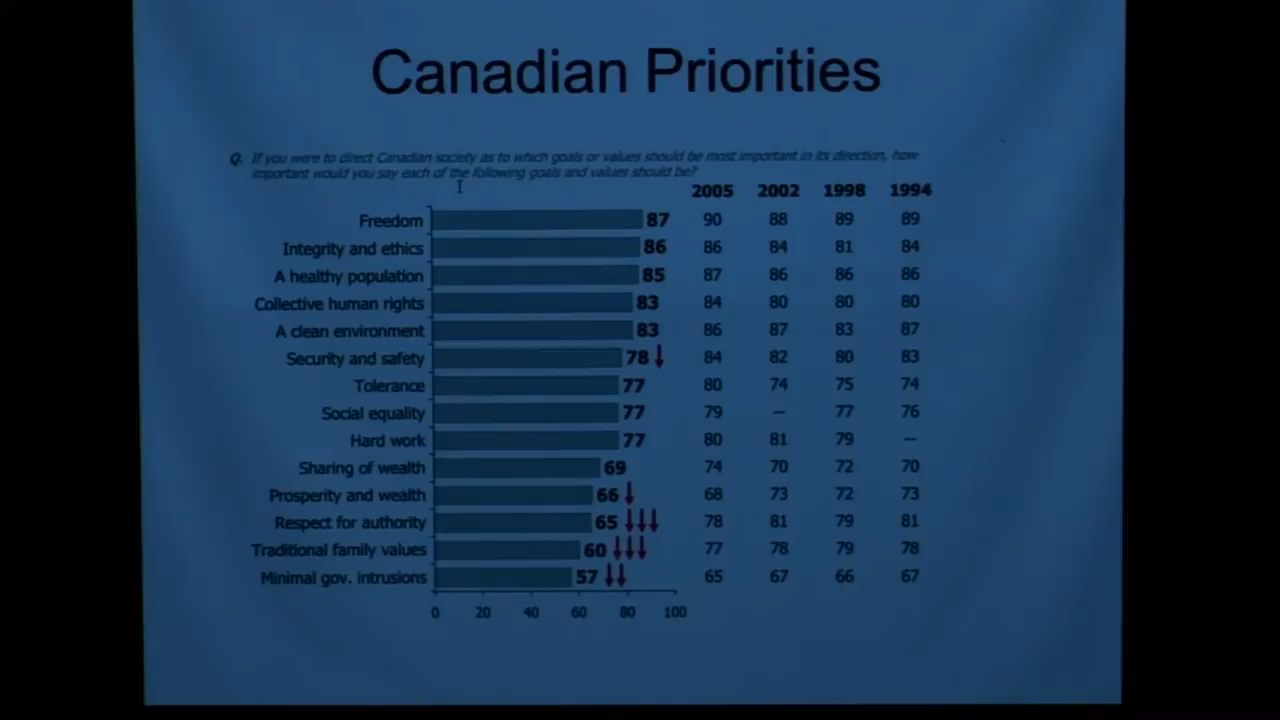 Canadian Priorities
Q. If you were to direct Canadian society as to which goals or values should be most important in its direction, how
important would you say each of the following goals and values should be?
2005 2002 1998 1994
Freedom 87 90 88 89 89
Integrity and ethics 86 86 84 81 84
A healthy population 85 87 86 86 86
Collective human rights 83 84 80 80 80
A clean environment 83 86 87 83 87
Security and safety 78 84 82 80 83
Tolerance 77 80 74 75 74
Social equality 77 79 -- 77 76
Hard work 77 80 81 79 --
Sharing of wealth 69 74 70 72 70
Prosperity and wealth 66 68 73 72 73
Respect for authority 65 78 81 79 81
Traditional family values 60 77 78 79 78
Minimal gov. intrusions 57 65 67 66 67
0 20 40 60 80 100